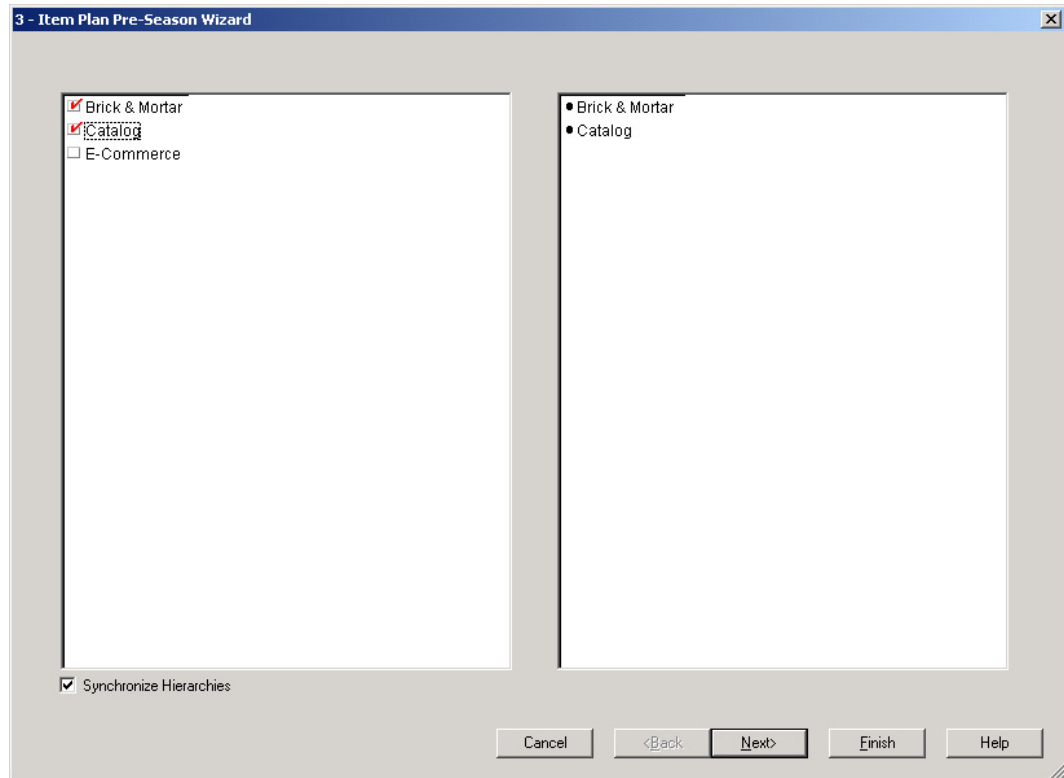 3 - Item Plan Pre-Season Wizard
Brick & Mortar
Catalog
E-Commerce
Brick & Mortar
Catalog
Synchronize Hierarchies
Cancel <Back Next> Finish Help